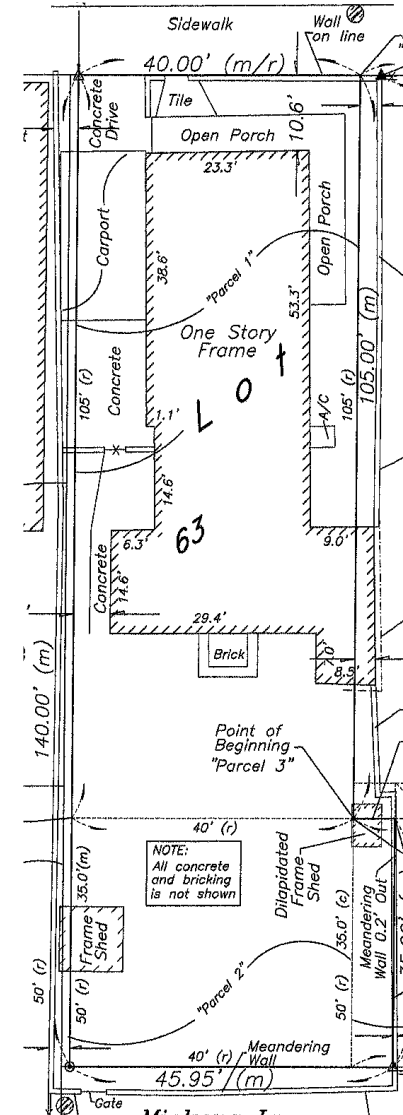 Sidewalk
Wall
on line
40.00' (m/r)
Concrete
Drive
Tile
Open Porch
10.6'
23.3'
Carport
38.6'
"Parcel 1"
53.3'
Open Porch
One Story
Frame
105' (r)
Concrete
105' (r)
105.00' (m)
1.1'
Lot
A/C
14.6'
63
6.3'
9.0'
Concrete
14.6'
29.4'
Brick
8.5'
140.00' (m)
Point of
Beginning
"Parcel 3"
40' (r)
NOTE:
All concrete
and bricking
is not shown
35.0'(m)
Dilapidated
Frame
Shed
35.0' (c)
Meandering
Wall 0.2' Out
Frame
Shed
50' (r)
50' (r)
"Parcel 2"
50' (r)
40' (r)
Meandering
Wall
45.95' (m)
Gate